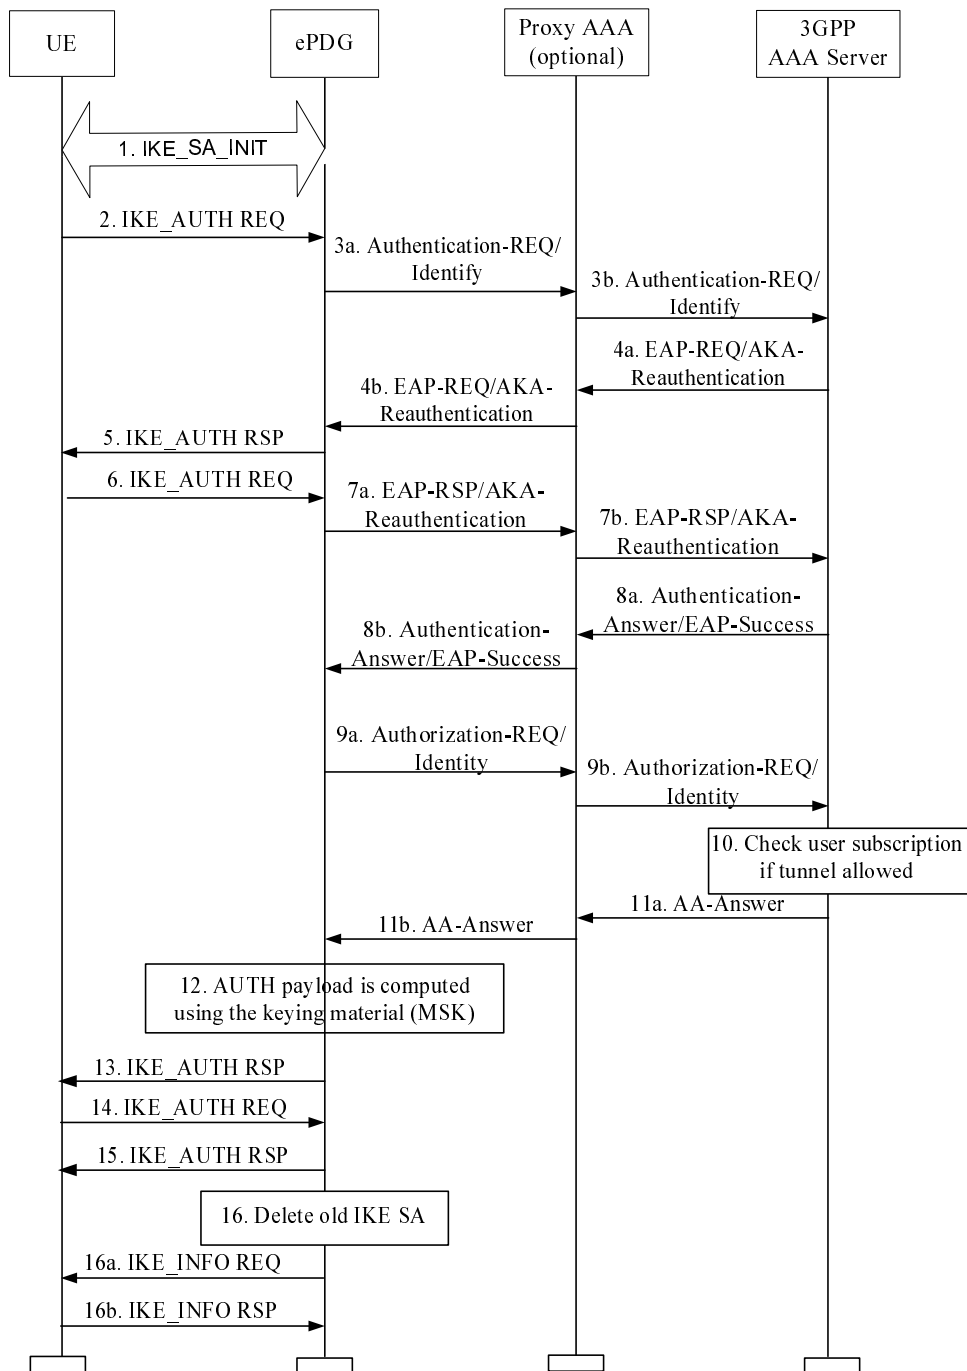 UE
ePDG
Proxy AAA
(optional)
3GPP
AAA Server
1. IKE_SA_INIT
2. IKE_AUTH REQ
3a. Authentication-REQ/
Identify
3b. Authentication-REQ/
Identify
4a. EAP-REQ/AKA-
Reauthentication
4b. EAP-REQ/AKA-
Reauthentication
5. IKE_AUTH RSP
6. IKE_AUTH REQ
7a. EAP-RSP/AKA-
Reauthentication
7b. EAP-RSP/AKA-
Reauthentication
8a. Authentication-
Answer/EAP-Success
8b. Authentication-
Answer/EAP-Success
9a. Authorization-REQ/
Identity
9b. Authorization-REQ/
Identity
10. Check user subscription
if tunnel allowed
11a. AA-Answer
11b. AA-Answer
12. AUTH payload is computed
using the keying material (MSK)
13. IKE_AUTH RSP
14. IKE_AUTH REQ
15. IKE_AUTH RSP
16. Delete old IKE SA
16a. IKE_INFO REQ
16b. IKE_INFO RSP